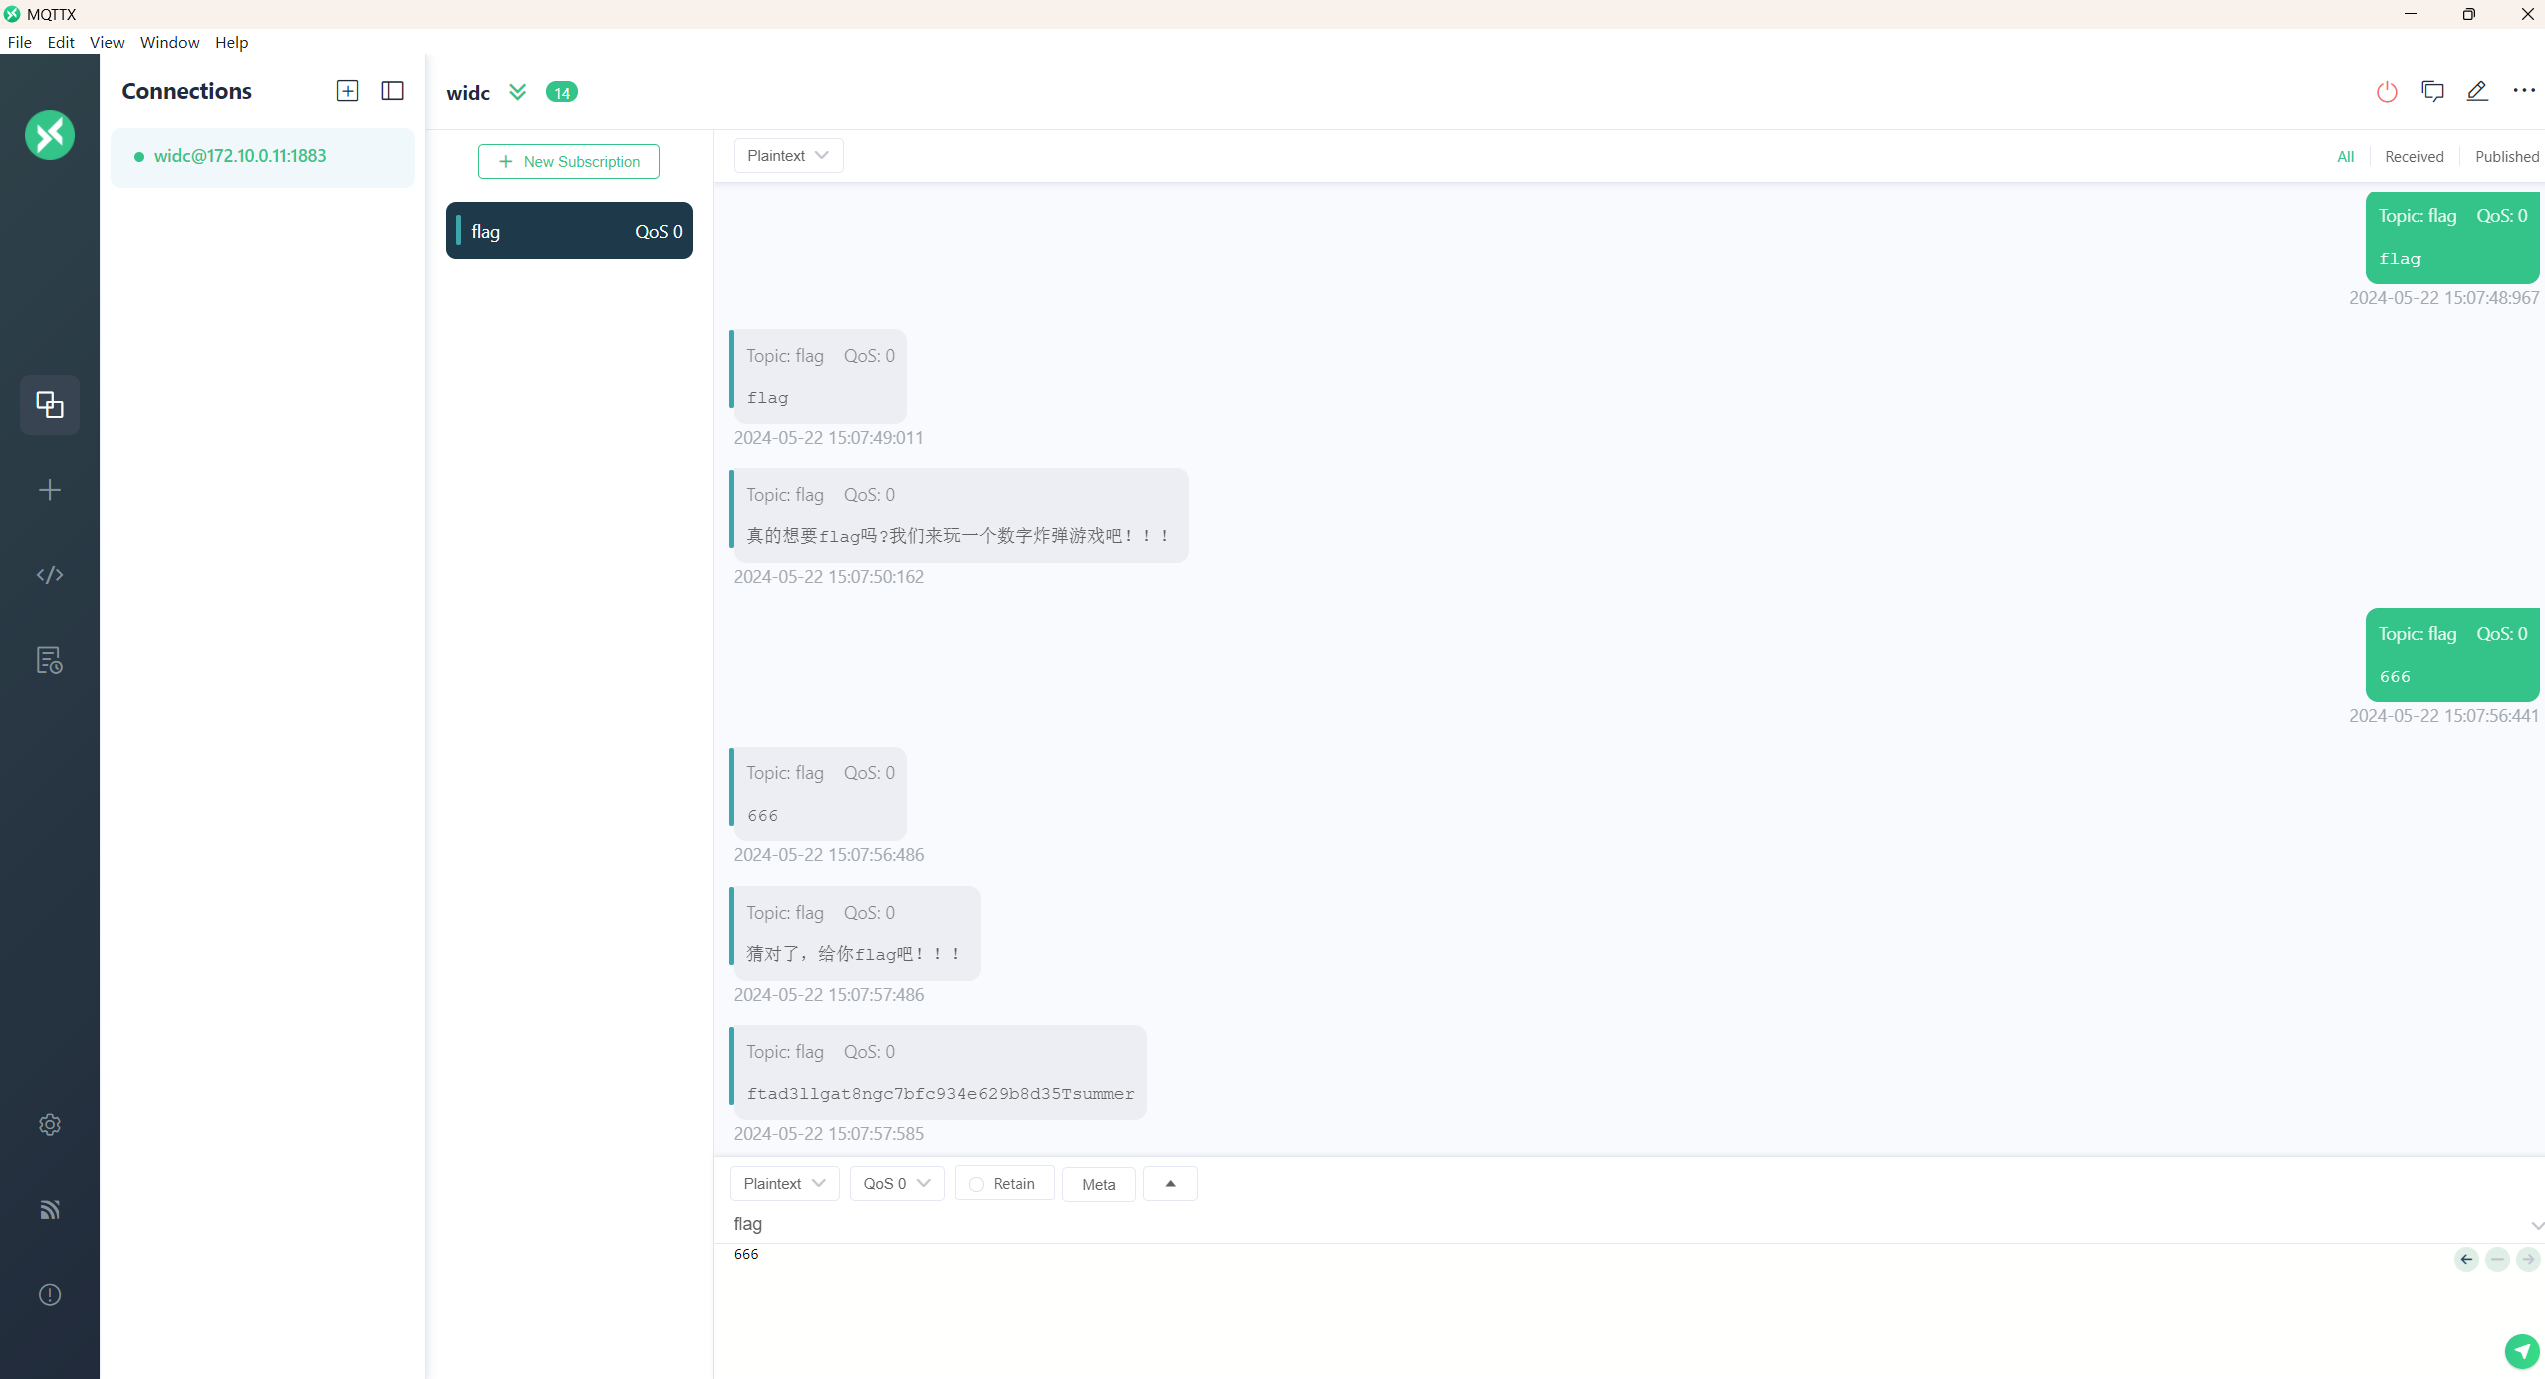 MQTTX
File Edit View Window Help
Connections
widc@172.10.0.11:1883
widc 14
New Subscription
flag QoS 0
Plaintext
All Received Published
Topic: flag QoS: 0
flag
2024-05-22 15:07:48:967
Topic: flag QoS: 0
flag
2024-05-22 15:07:49:011
Topic: flag QoS: 0
真的想要flag吗?我们来玩一个数字炸弹游戏吧！！！
2024-05-22 15:07:50:162
Topic: flag QoS: 0
666
2024-05-22 15:07:56:441
Topic: flag QoS: 0
666
2024-05-22 15:07:56:486
Topic: flag QoS: 0
猜对了，给你flag吧！！！
2024-05-22 15:07:57:486
Topic: flag QoS: 0
ftad3llgat8ngc7bfc934e629b8d35Tsummer
2024-05-22 15:07:57:585
Plaintext QoS 0 Retain Meta
flag
666